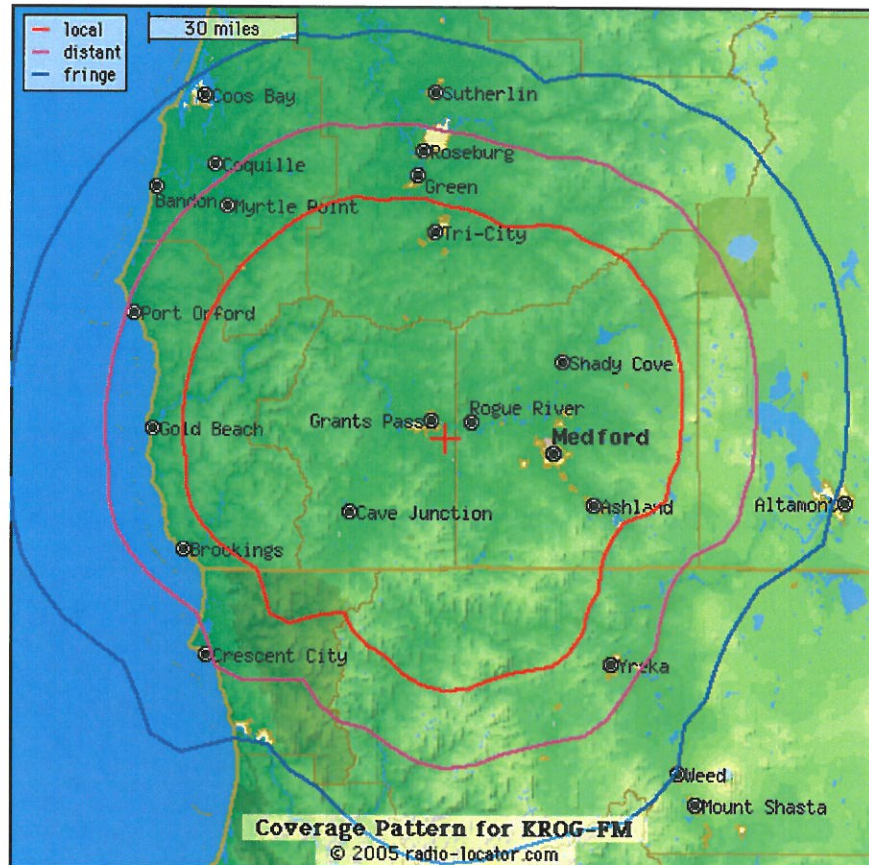 local
distant
fringe
30 miles
Coos Bay
Sutherlin
Roseburg
Coquille
Green
Bandon
Myrtle Point
Tri-City
Port Orford
Shady Cove
Grants Pass
Rogue River
Gold Beach
Medford
Cave Junction
Ashland
Altamont
Brockings
Crescent City
Yreka
Weed
Mount Shasta
Coverage Pattern for KROG-FM
© 2005 radio-locator.com